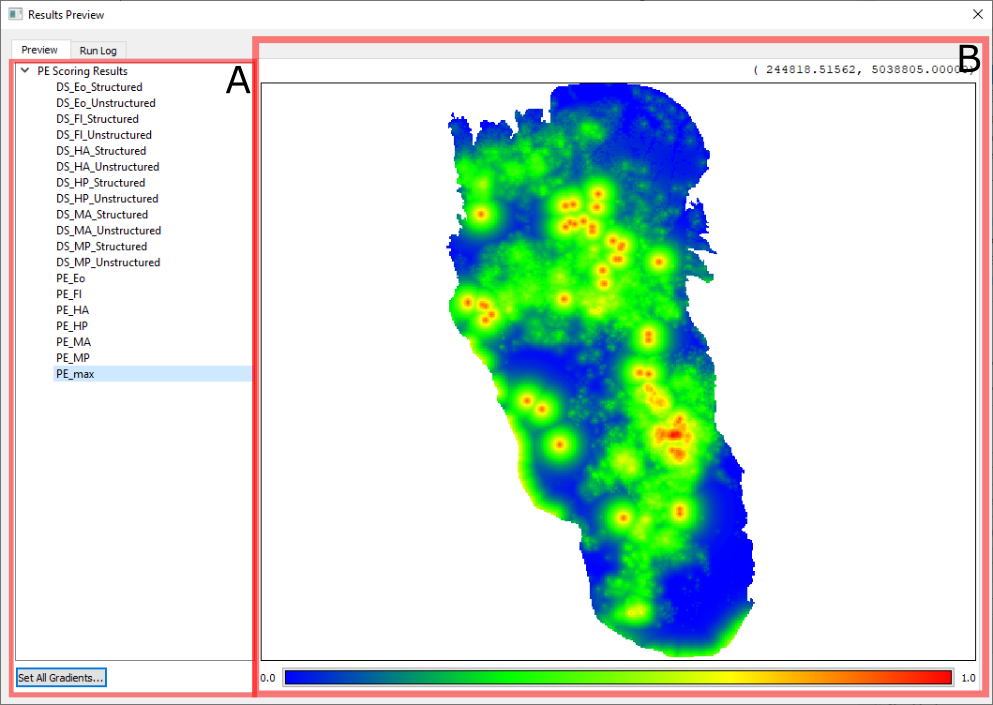 Results Preview
Preview
Run Log
A
B
( 244818.51562, 5038805.00000)
PE Scoring Results
DS_Eo_Structured
DS_Eo_Unstructured
DS_FI_Structured
DS_FI_Unstructured
DS_HA_Structured
DS_HA_Unstructured
DS_HP_Structured
DS_HP_Unstructured
DS_MA_Structured
DS_MA_Unstructured
DS_MP_Structured
DS_MP_Unstructured
PE_Eo
PE_FI
PE_HA
PE_HP
PE_MA
PE_MP
PE_max
Set All Gradients...
0.0
1.0